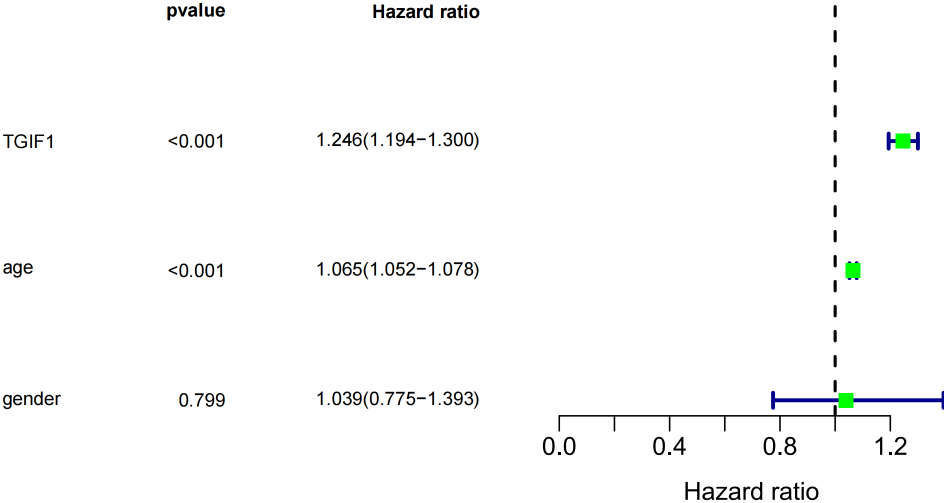 pvalue Hazard ratio
TGIF1 <0.001 1.246(1.194−1.300)
age <0.001 1.065(1.052−1.078)
gender 0.799 1.039(0.775−1.393)
0.0 0.4 0.8 1.2
Hazard ratio